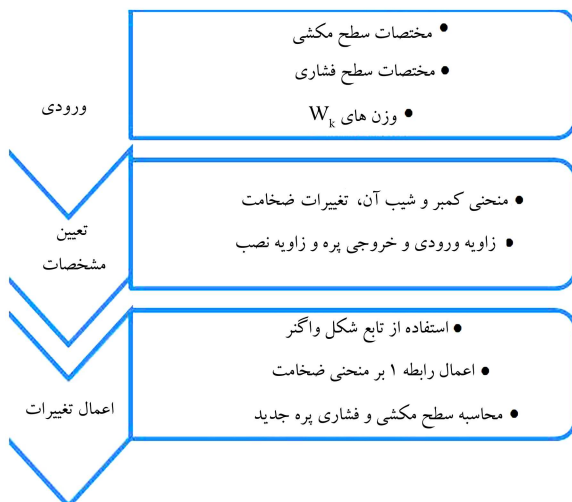 ورودی
• مختصات سطح مکشی
• مختصات سطح فشاری
• وزن های Wk
تعیین
مشخصات
• منحنی کمبر و شیب آن، تغییرات ضخامت
• زاویه ورودی و خروجی پره و زاویه نصب
اعمال تغییرات
• استفاده از تابع شکل واگنر
• اعمال رابطه ۱ بر منحنی ضخامت
• محاسبه سطح مکشی و فشاری پره جدید